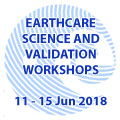 EARTHCARE
SCIENCE AND
VALIDATION
WORKSHOPS
11 - 15 Jun 2018